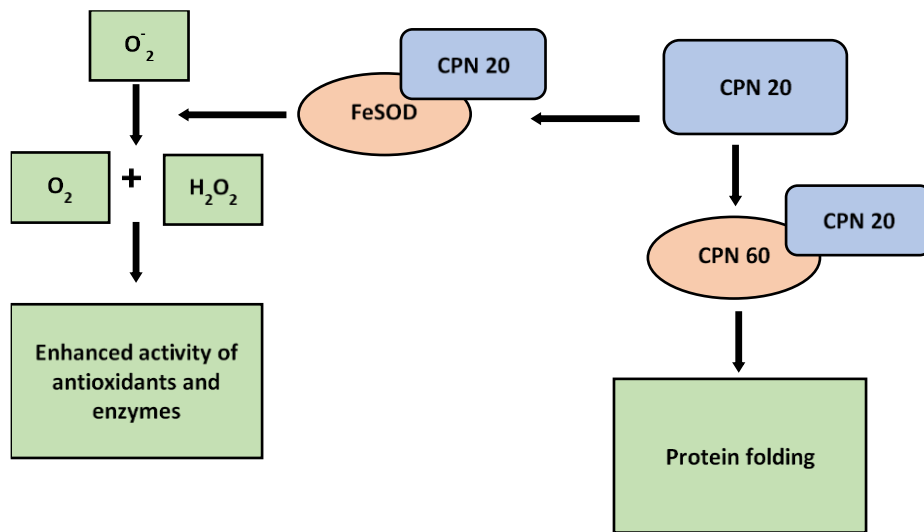 O₂⁻
CPN 20
FeSOD
CPN 20
O₂
+
H₂O₂
CPN 20
CPN 60
Enhanced activity of
antioxidants and
enzymes
Protein folding